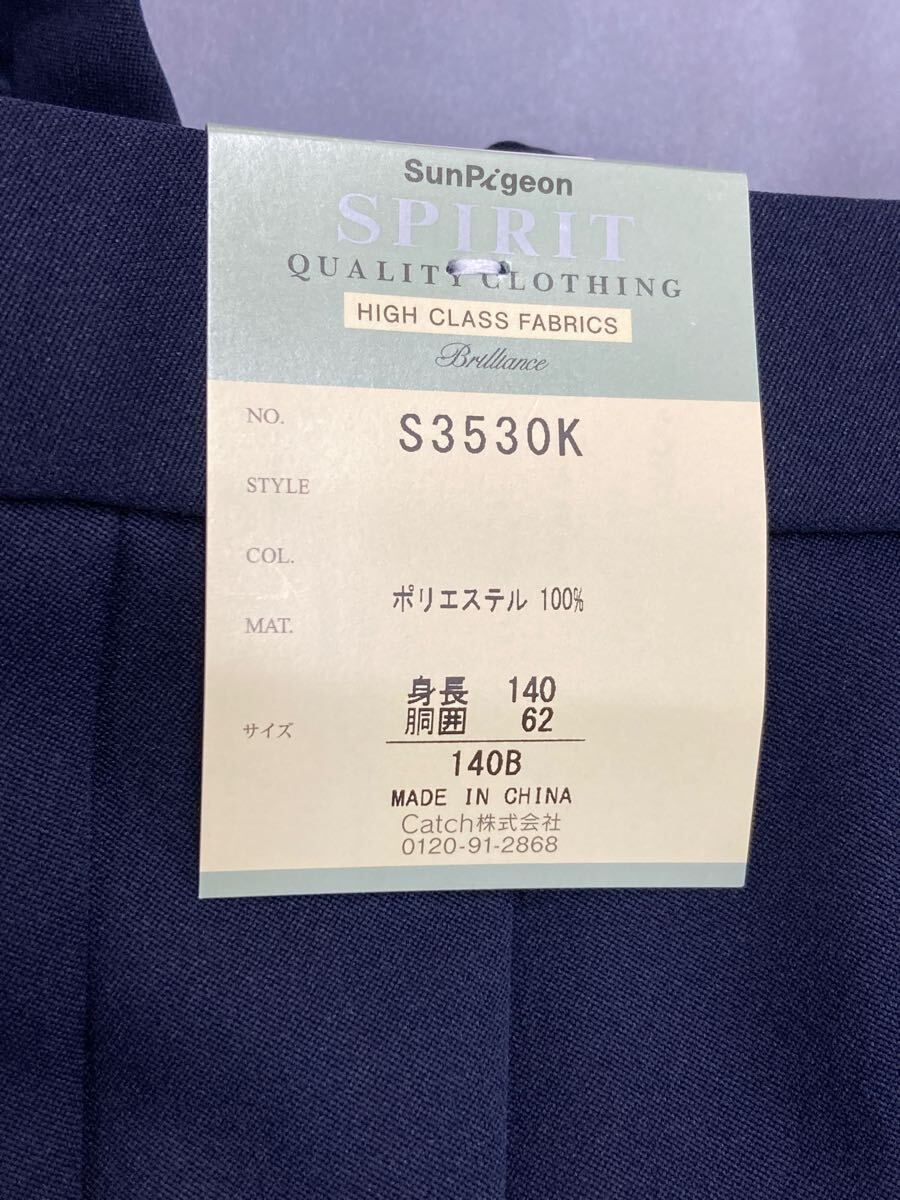 SunPigeon
SPIRIT
QUALITY CLOTHING
HIGH CLASS FABRICS
Brilliance
NO. S3530K
STYLE
COL.
MAT. ポリエステル 100%
サイズ
身長 140
胴囲 62
140B
MADE IN CHINA
Catch株式会社
0120-91-2868